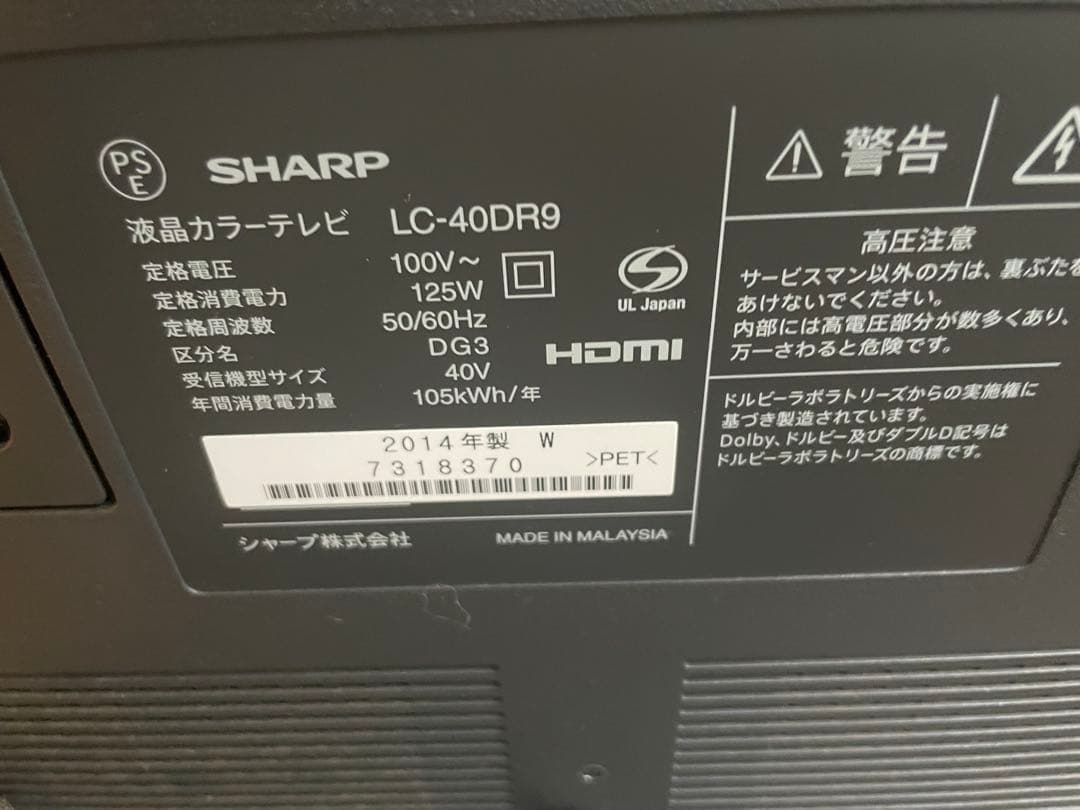 PS
E
SHARP
液晶カラーテレビ LC-40DR9
定格電圧 100V～
定格消費電力 125W
定格周波数 50/60Hz
区分名 DG3
受信機型サイズ 40V
年間消費電力量 105kWh/年
UL Japan
HDMI
2014年製 W
7318370 >PET<
シャープ株式会社 MADE IN MALAYSIA
警告
高圧注意
サービスマン以外の方は、裏ぶたを
あけないでください。
内部には高電圧部分が数多くあり、
万一さわると危険です。
ドルビーラボラトリーズからの実施権に
基づき製造されています。
Dolby、ドルビー及びダブルD記号は
ドルビーラボラトリーズの商標です。